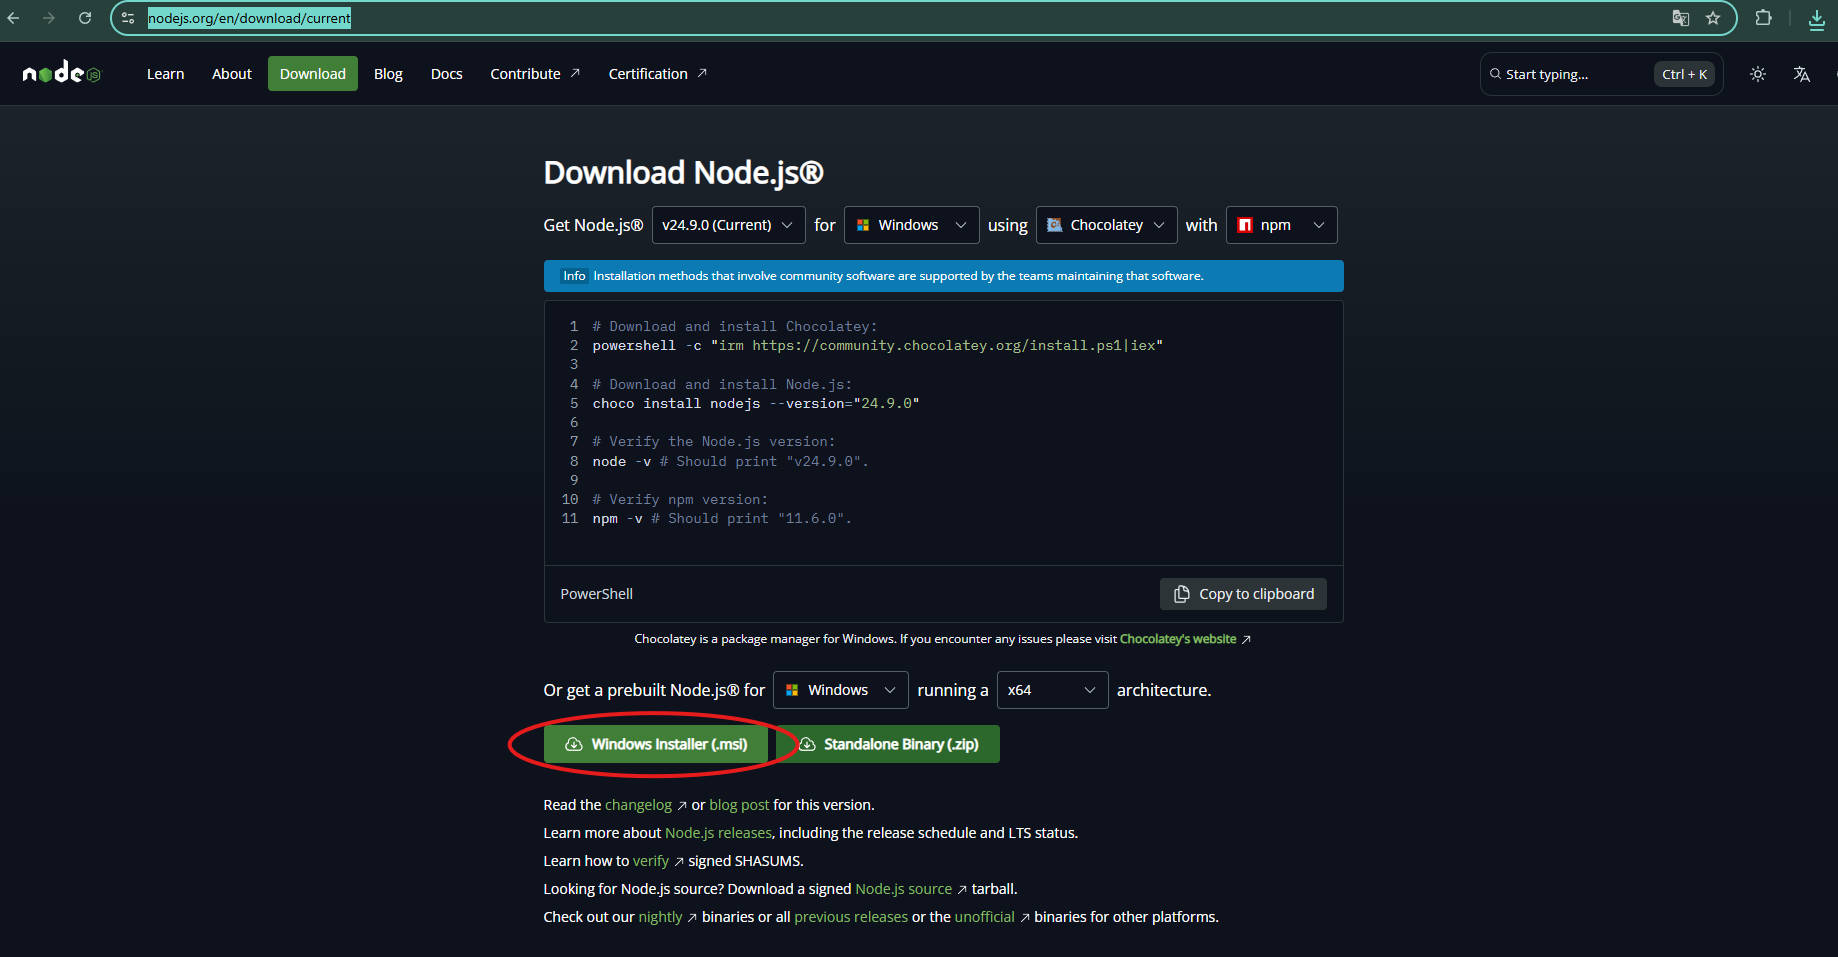 nodejs.org/en/download/current
node JS Learn About Download Blog Docs Contribute ↗ Certification ↗ Start typing... Ctrl + K
Download Node.js®
Get Node.js® v24.9.0 (Current) for Windows using Chocolatey with npm
Info Installation methods that involve community software are supported by the teams maintaining that software.
1 # Download and install Chocolatey:
2 powershell -c "irm https://community.chocolatey.org/install.ps1|iex"
3
4 # Download and install Node.js:
5 choco install nodejs --version="24.9.0"
6
7 # Verify the Node.js version:
8 node -v # Should print "v24.9.0".
9
10 # Verify npm version:
11 npm -v # Should print "11.6.0".
PowerShell Copy to clipboard
Chocolatey is a package manager for Windows. If you encounter any issues please visit Chocolatey's website ↗
Or get a prebuilt Node.js® for Windows running a x64 architecture.
Windows Installer (.msi) Standalone Binary (.zip)
Read the changelog ↗ or blog post for this version.
Learn more about Node.js releases, including the release schedule and LTS status.
Learn how to verify ↗ signed SHASUMS.
Looking for Node.js source? Download a signed Node.js source ↗ tarball.
Check out our nightly ↗ binaries or all previous releases or the unofficial ↗ binaries for other platforms.